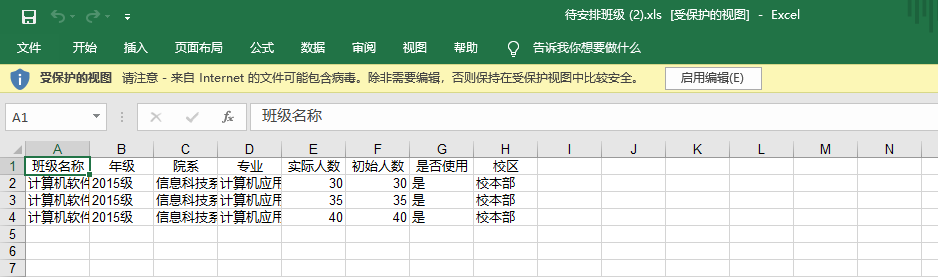 待安排班级 (2).xls [受保护的视图] - Excel
文件 开始 插入 页面布局 公式 数据 审阅 视图 帮助 告诉我你想要做什么
受保护的视图 请注意 - 来自 Internet 的文件可能包含病毒。除非需要编辑，否则保持在受保护视图中比较安全。 启用编辑(E)
A1 fx 班级名称
A B C D E F G H I J K L M N
1 班级名称 年级 院系 专业 实际人数 初始人数 是否使用 校区
2 计算机软件 2015级 信息科技系 计算机应用 30 30 是 校本部
3 计算机软件 2015级 信息科技系 计算机应用 35 35 是 校本部
4 计算机软件 2015级 信息科技系 计算机应用 40 40 是 校本部
5
6
7